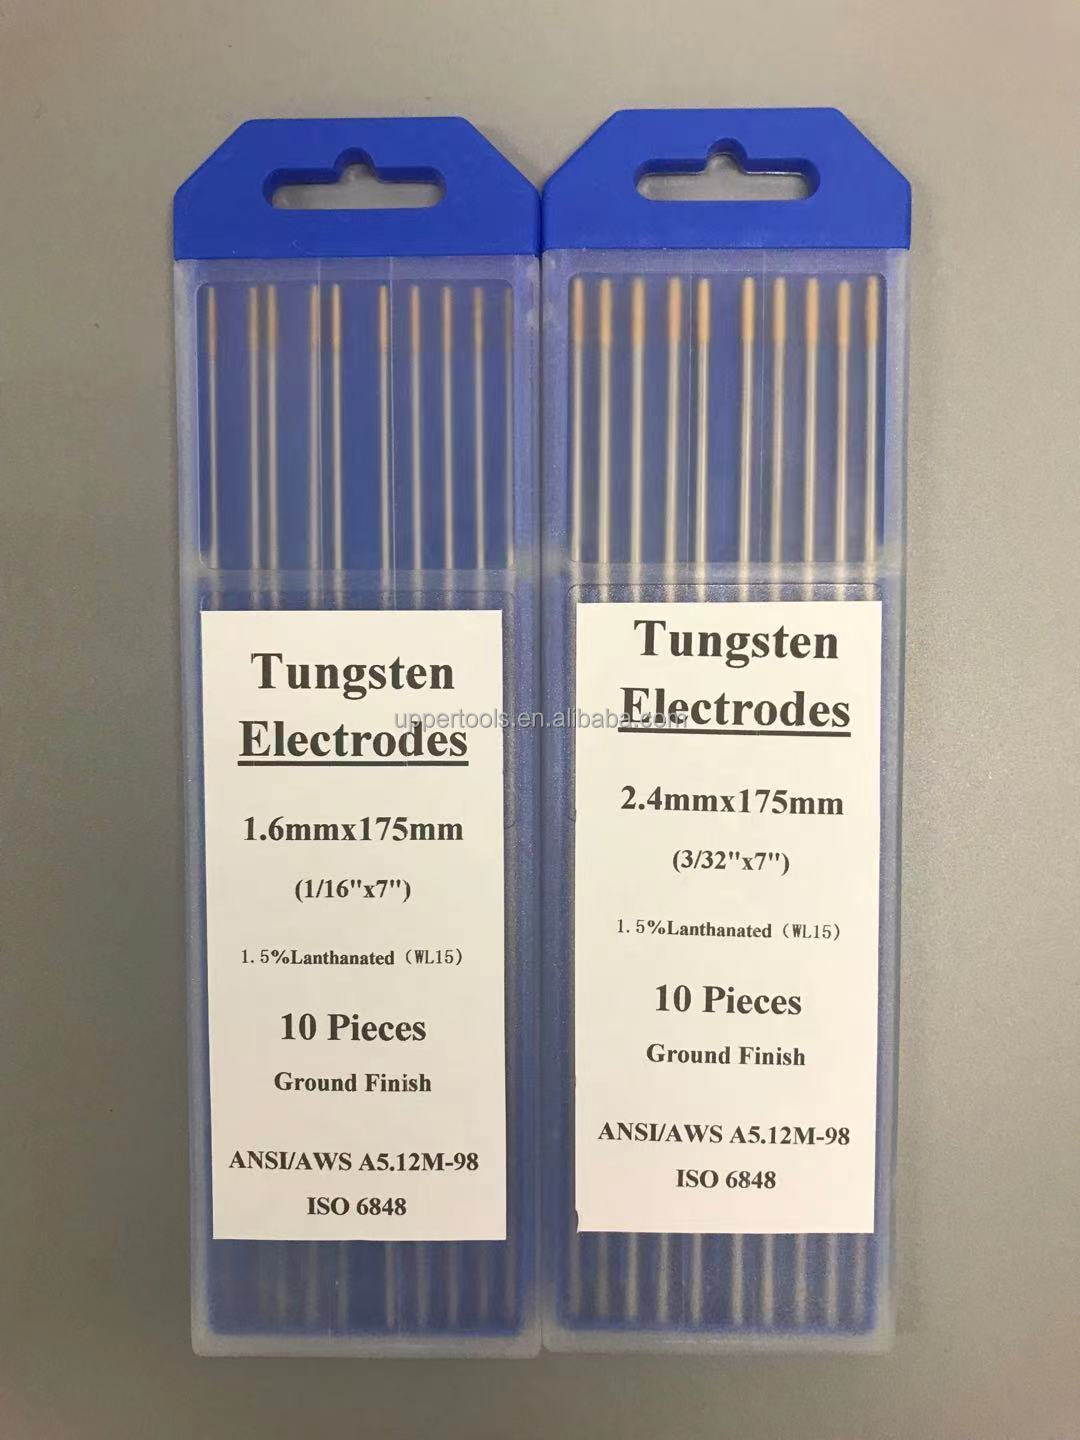 Tungsten
Electrodes
1.6mmx175mm
(1/16"x7")
1.5%Lanthanated（WL15）
10 Pieces
Ground Finish
ANSI/AWS A5.12M-98
ISO 6848
Tungsten
Electrodes
2.4mmx175mm
(3/32"x7")
1.5%Lanthanated（WL15）
10 Pieces
Ground Finish
ANSI/AWS A5.12M-98
ISO 6848
uppertools.en.alibaba.com